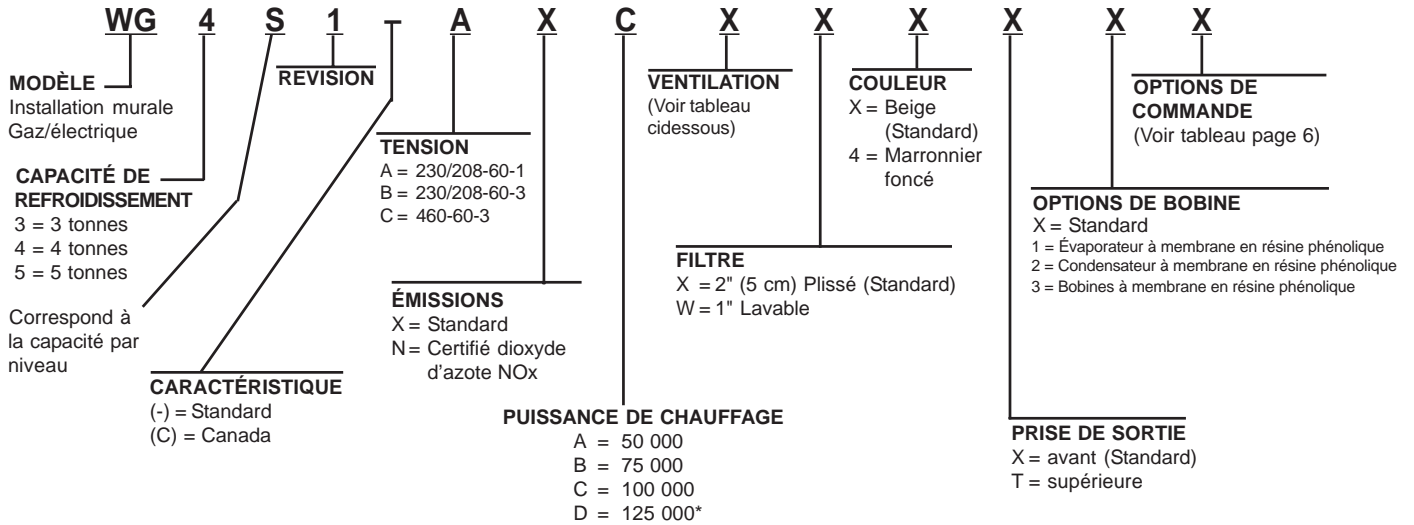 WG 4 S 1 - A X C X X X X X X
MODÈLE
Installation murale
Gaz/électrique
CAPACITÉ DE
REFROIDISSEMENT
3 = 3 tonnes
4 = 4 tonnes
5 = 5 tonnes
Correspond à
la capacité par
niveau
REVISION
CARACTÉRISTIQUE
(-) = Standard
(C) = Canada
TENSION
A = 230/208-60-1
B = 230/208-60-3
C = 460-60-3
ÉMISSIONS
X = Standard
N = Certifié dioxyde
d'azote NOx
PUISSANCE DE CHAUFFAGE
A = 50 000
B = 75 000
C = 100 000
D = 125 000*
VENTILATION
(Voir tableau
cidessous)
FILTRE
X = 2" (5 cm) Plissé (Standard)
W = 1" Lavable
COULEUR
X = Beige
(Standard)
4 = Marronnier
foncé
PRISE DE SORTIE
X = avant (Standard)
T = supérieure
OPTIONS DE BOBINE
X = Standard
1 = Évaporateur à membrane en résine phénolique
2 = Condensateur à membrane en résine phénolique
3 = Bobines à membrane en résine phénolique
OPTIONS DE
COMMANDE
(Voir tableau page 6)